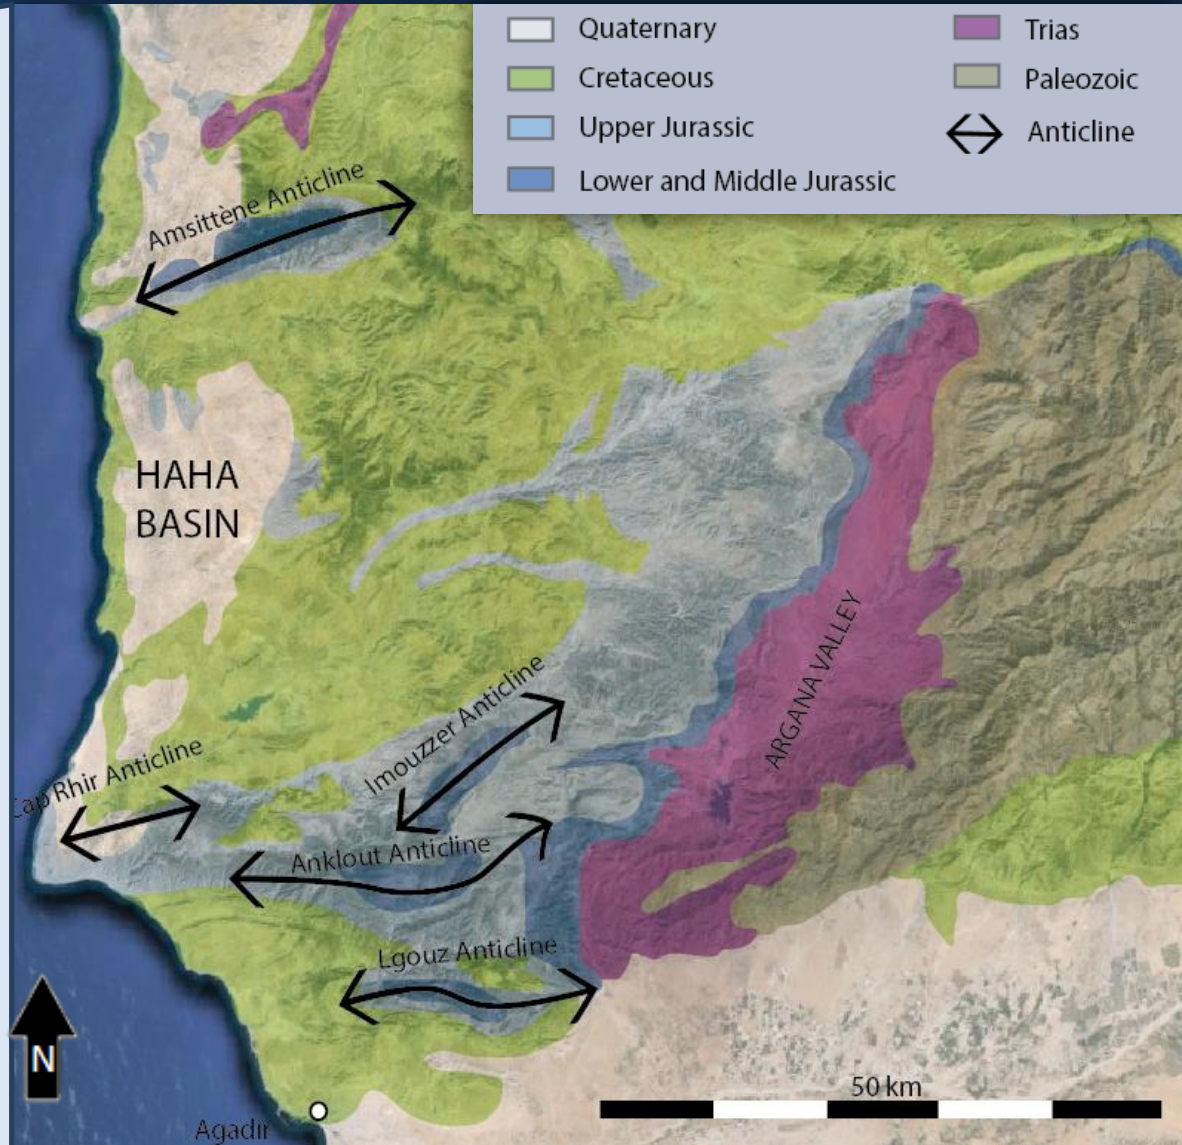 Quaternary
Cretaceous
Upper Jurassic
Lower and Middle Jurassic
Trias
Paleozoic
Anticline
Amsittène Anticline
HAHA
BASIN
ARGANA VALLEY
Imouzzer Anticline
Cap Rhir Anticline
Anklout Anticline
Lgouz Anticline
N
50 km
Agadir